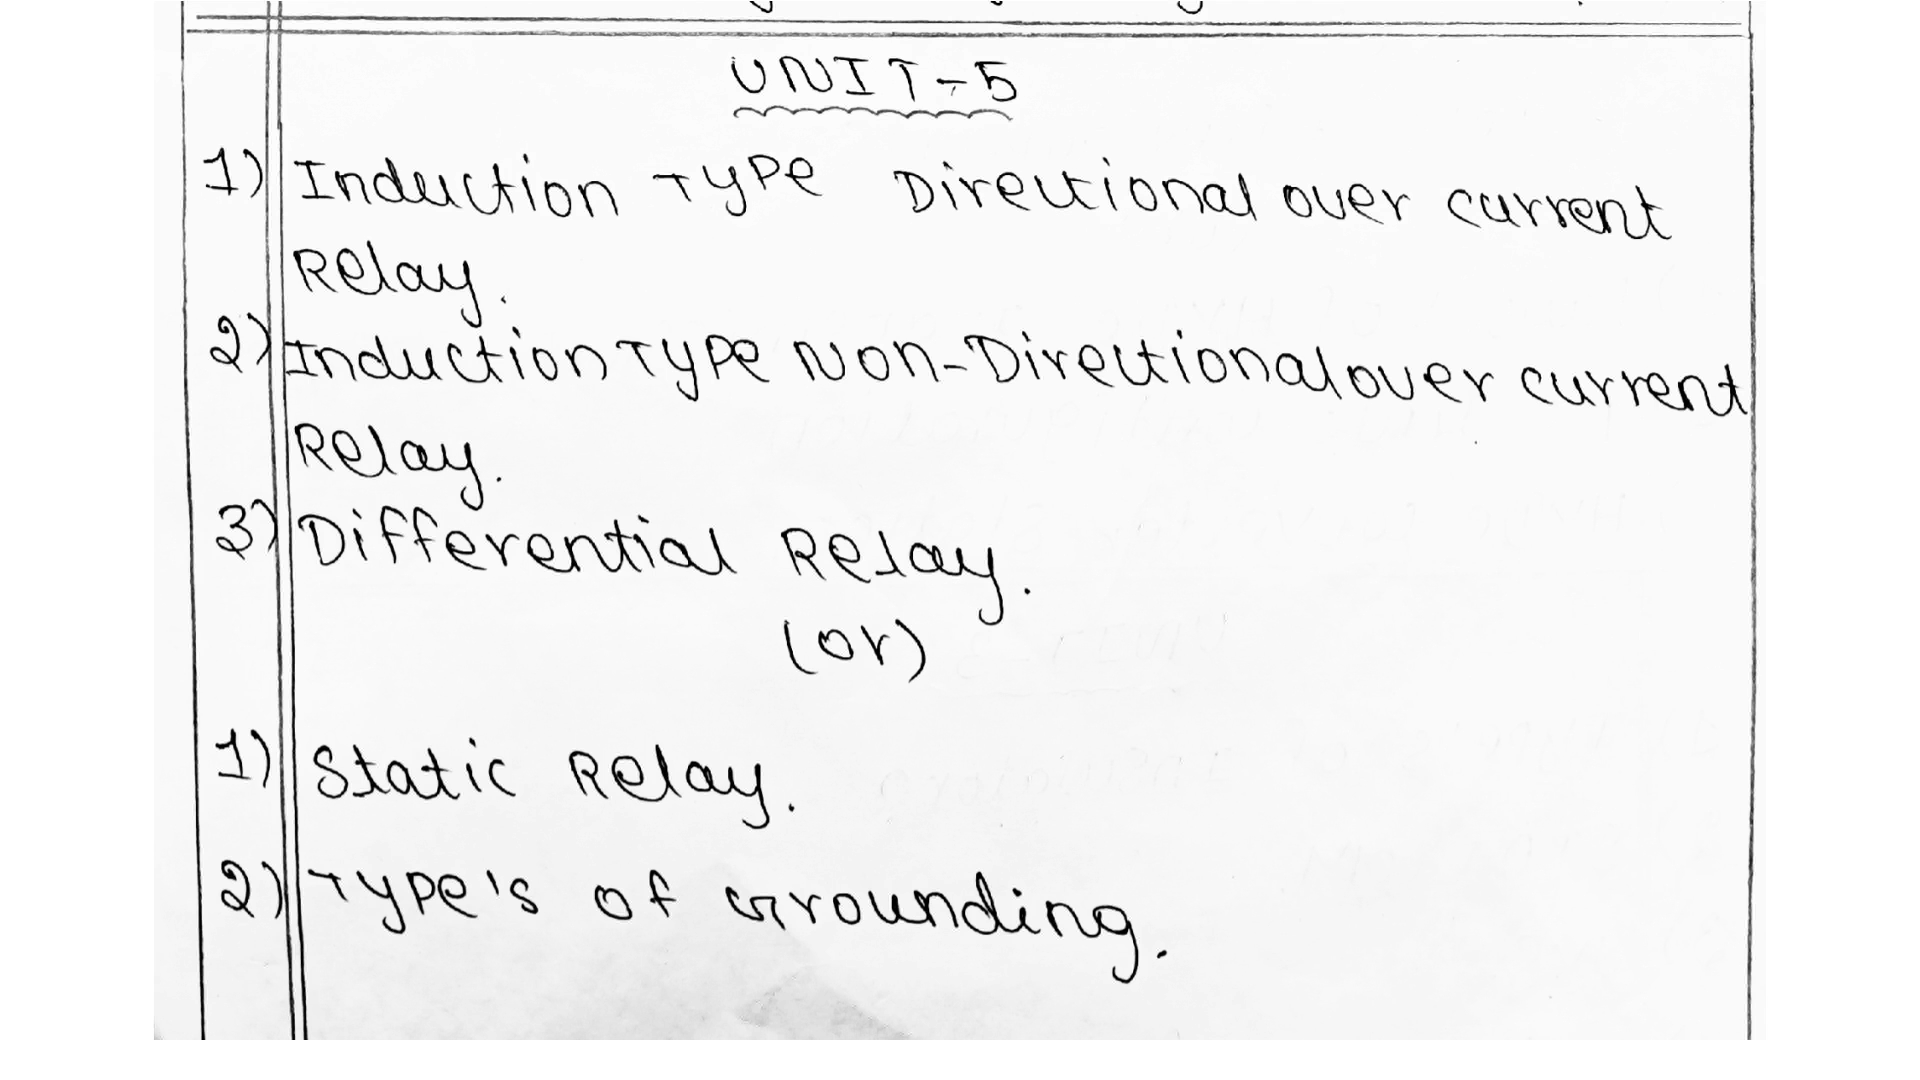 UNIT-5
1) Induction Type Directional over current
Relay.
2) Induction Type Non-Directional over current
Relay.
3) Differential Relay.
(or)
1) Static Relay.
2) Type's of Grounding.